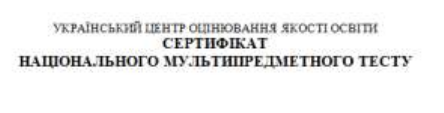 УКРАЇНСЬКИЙ ЦЕНТР ОЦІНЮВАННЯ ЯКОСТІ ОСВІТИ
СЕРТИФІКАТ
НАЦІОНАЛЬНОГО МУЛЬТИПРЕДМЕТНОГО ТЕСТУ